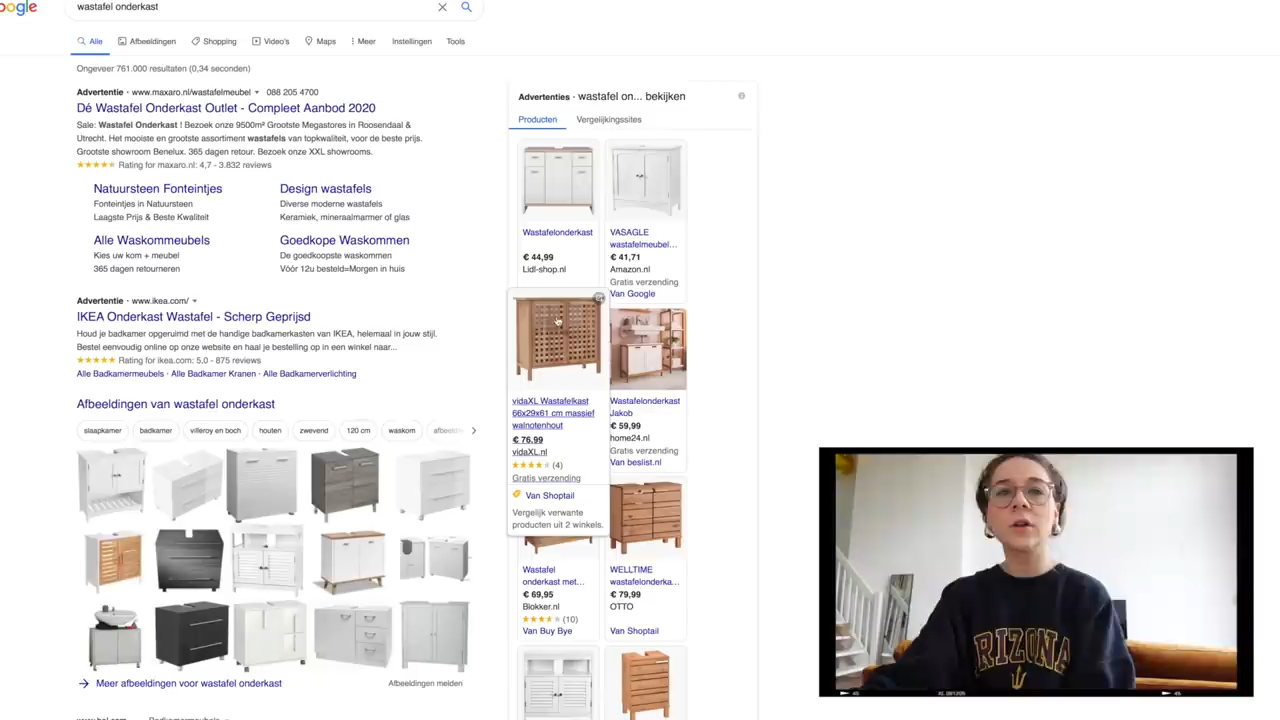 oogle
wastafel onderkast
Alle
Afbeeldingen
Shopping
Video's
Maps
Meer
Instellingen
Tools
Ongeveer 761.000 resultaten (0,34 seconden)
Advertentie · www.maxaro.nl/wastafelmeubel 088 205 4700
Dé Wastafel Onderkast Outlet - Compleet Aanbod 2020
Sale: Wastafel Onderkast ! Bezoek onze 9500m² Grootste Megastores in Roosendaal &
Utrecht. Het mooiste en grootste assortiment wastafels van topkwaliteit, voor de beste prijs.
Grootste showroom Benelux. 365 dagen retour. Bezoek onze XXL showrooms.
Rating for maxaro.nl: 4,7 - 3.832 reviews
Natuursteen Fonteintjes
Fonteintjes in Natuursteen
Laagste Prijs & Beste Kwaliteit
Design wastafels
Diverse moderne wastafels
Keramiek, mineraalmarmer of glas
Alle Waskommeubels
Kies uw kom + meubel
365 dagen retourneren
Goedkope Waskommen
De goedkoopste waskommen
Vóór 12u besteld=Morgen in huis
Advertentie · www.ikea.com/
IKEA Onderkast Wastafel - Scherp Geprijsd
Houd je badkamer opgeruimd met de handige badkamerkasten van IKEA, helemaal in jouw stijl.
Bestel eenvoudig online op onze website en haal je bestelling op in een winkel naar...
Rating for ikea.com: 5,0 - 875 reviews
Alle Badkamermeubels · Alle Badkamer Kranen · Alle Badkamerverlichting
Afbeeldingen van wastafel onderkast
slaapkamer
badkamer
villeroy en boch
houten
zwevend
120 cm
waskom
Meer afbeeldingen voor wastafel onderkast
Afbeeldingen melden
Advertenties · wastafel on... bekijken
Producten
Vergelijkingssites
Wastafelonderkast
€ 44,99
Lidl-shop.nl
VASAGLE
wastafelmeubel…
€ 41,71
Amazon.nl
Gratis verzending
Van Google
vidaXL Wastafelkast
66x29x61 cm massief
walnotenhout
€ 76,99
vidaXL.nl
(4)
Gratis verzending
Van Shoptail
Vergelijk verwante
producten uit 2 winkels.
Wastafelonderkast
Jakob
€ 59,99
home24.nl
Gratis verzending
Van beslist.nl
Wastafel
onderkast met…
€ 69,95
Blokker.nl
(10)
Van Buy Bye
WELLTIME
wastafelonderka…
€ 79,99
OTTO
Van Shoptail
RIZONA